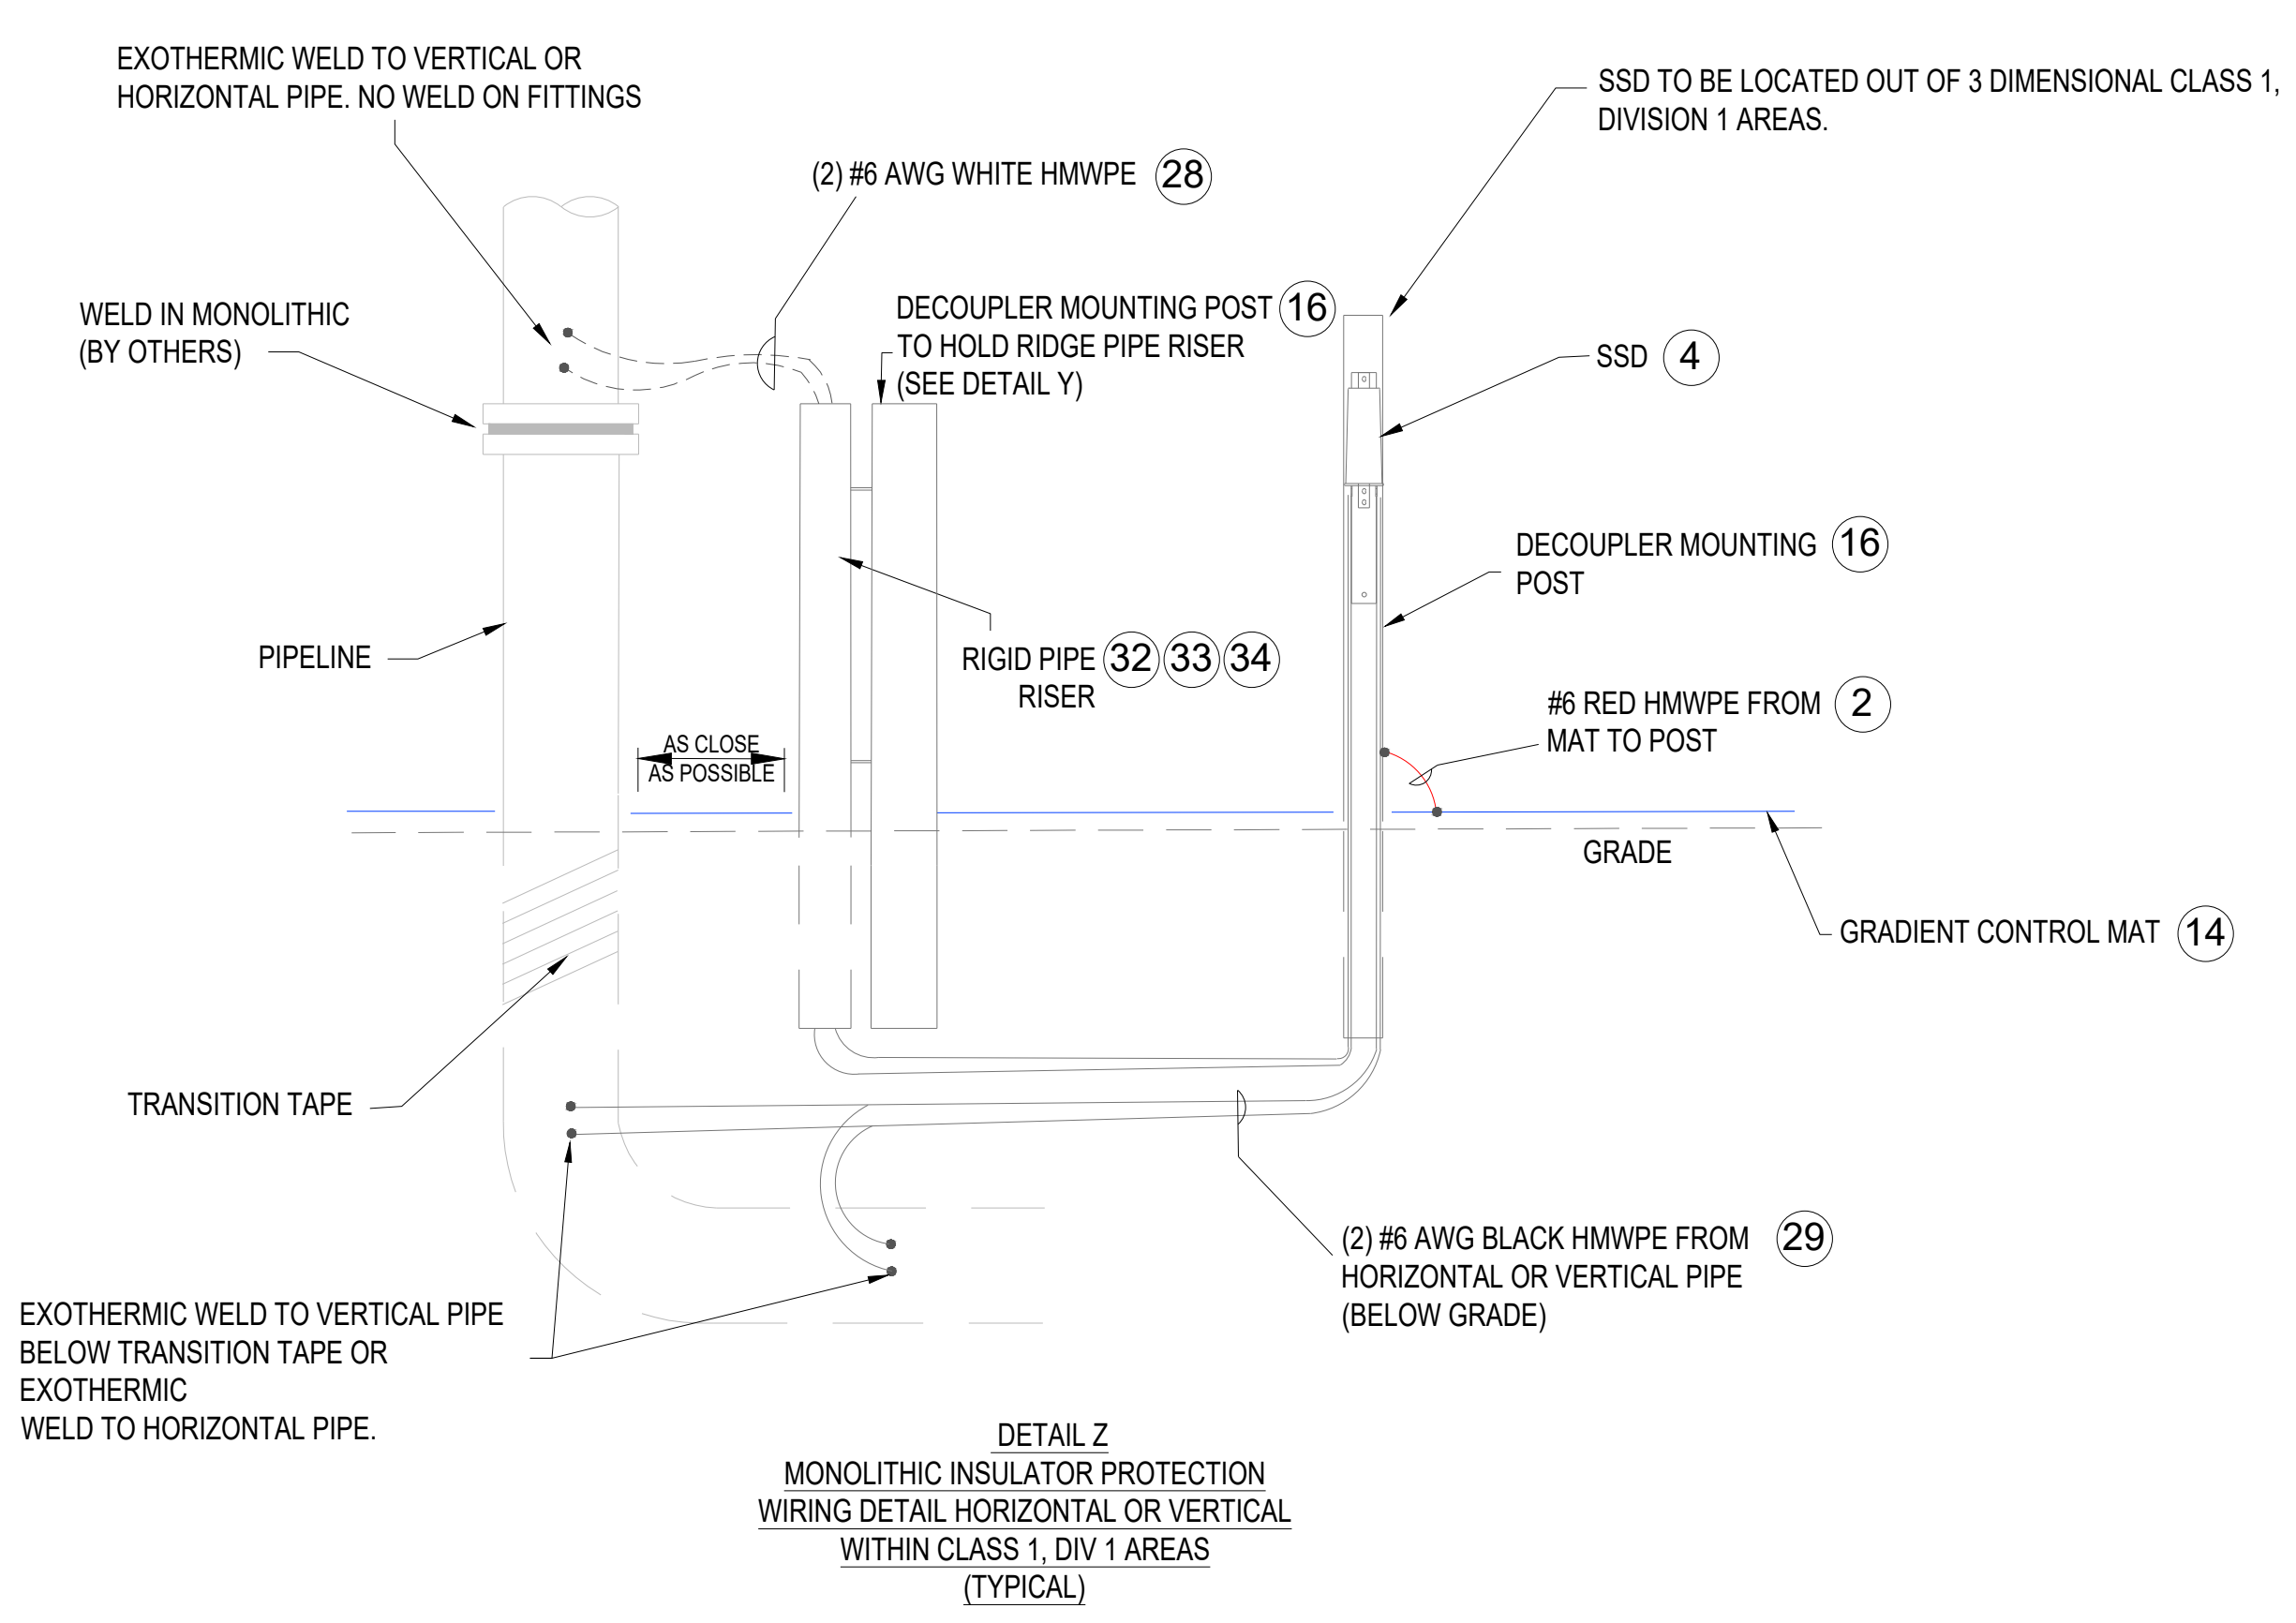 EXOTHERMIC WELD TO VERTICAL OR
HORIZONTAL PIPE. NO WELD ON FITTINGS
SSD TO BE LOCATED OUT OF 3 DIMENSIONAL CLASS 1,
DIVISION 1 AREAS.
(2) #6 AWG WHITE HMWPE 28
WELD IN MONOLITHIC
(BY OTHERS)
DECOUPLER MOUNTING POST 16
TO HOLD RIDGE PIPE RISER
(SEE DETAIL Y)
SSD 4
DECOUPLER MOUNTING 16
POST
PIPELINE
RIGID PIPE 32 33 34
RISER
#6 RED HMWPE FROM 2
MAT TO POST
AS CLOSE
AS POSSIBLE
GRADE
GRADIENT CONTROL MAT 14
TRANSITION TAPE
(2) #6 AWG BLACK HMWPE FROM 29
HORIZONTAL OR VERTICAL PIPE
(BELOW GRADE)
EXOTHERMIC WELD TO VERTICAL PIPE
BELOW TRANSITION TAPE OR
EXOTHERMIC
WELD TO HORIZONTAL PIPE.
DETAIL Z
MONOLITHIC INSULATOR PROTECTION
WIRING DETAIL HORIZONTAL OR VERTICAL
WITHIN CLASS 1, DIV 1 AREAS
(TYPICAL)